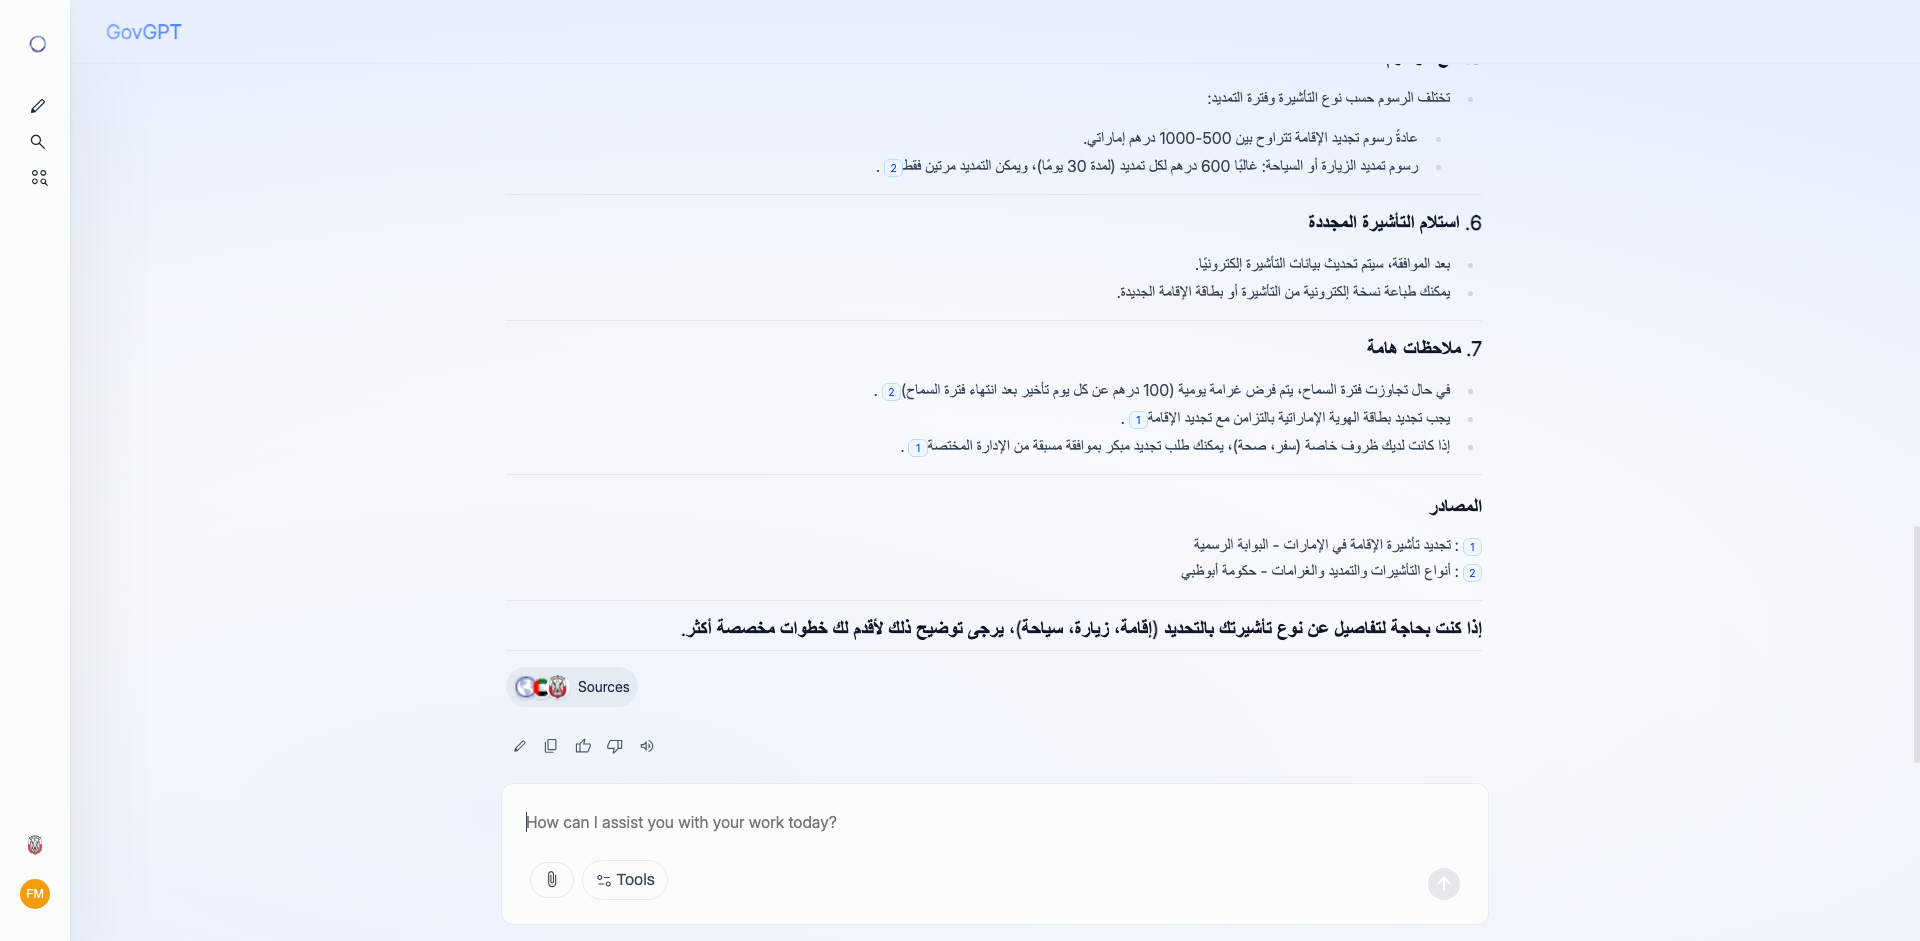 GovGPT
تختلف الرسوم حسب نوع التأشيرة وفترة التمديد:
عادةً رسوم تجديد الإقامة تتراوح بين 500-1000 درهم إماراتي.
رسوم تمديد الزيارة أو السياحة: غالبًا 600 درهم لكل تمديد (لمدة 30 يومًا)، ويمكن التمديد مرتين فقط 2 .
6. استلام التأشيرة المجددة
بعد الموافقة، سيتم تحديث بيانات التأشيرة إلكترونيًا.
يمكنك طباعة نسخة إلكترونية من التأشيرة أو بطاقة الإقامة الجديدة.
7. ملاحظات هامة
في حال تجاوزت فترة السماح، يتم فرض غرامة يومية (100 درهم عن كل يوم تأخير بعد انتهاء فترة السماح) 2 .
يجب تجديد بطاقة الهوية الإماراتية بالتزامن مع تجديد الإقامة 1 .
إذا كانت لديك ظروف خاصة (سفر، صحة)، يمكنك طلب تجديد مبكر بموافقة مسبقة من الإدارة المختصة 1 .
المصادر
1 : تجديد تأشيرة الإقامة في الإمارات - البوابة الرسمية
2 : أنواع التأشيرات والتمديد والغرامات - حكومة أبوظبي
إذا كنت بحاجة لتفاصيل عن نوع تأشيرتك بالتحديد (إقامة، زيارة، سياحة)، يرجى توضيح ذلك لأقدم لك خطوات مخصصة أكثر.
Sources
How can I assist you with your work today?
Tools
FM